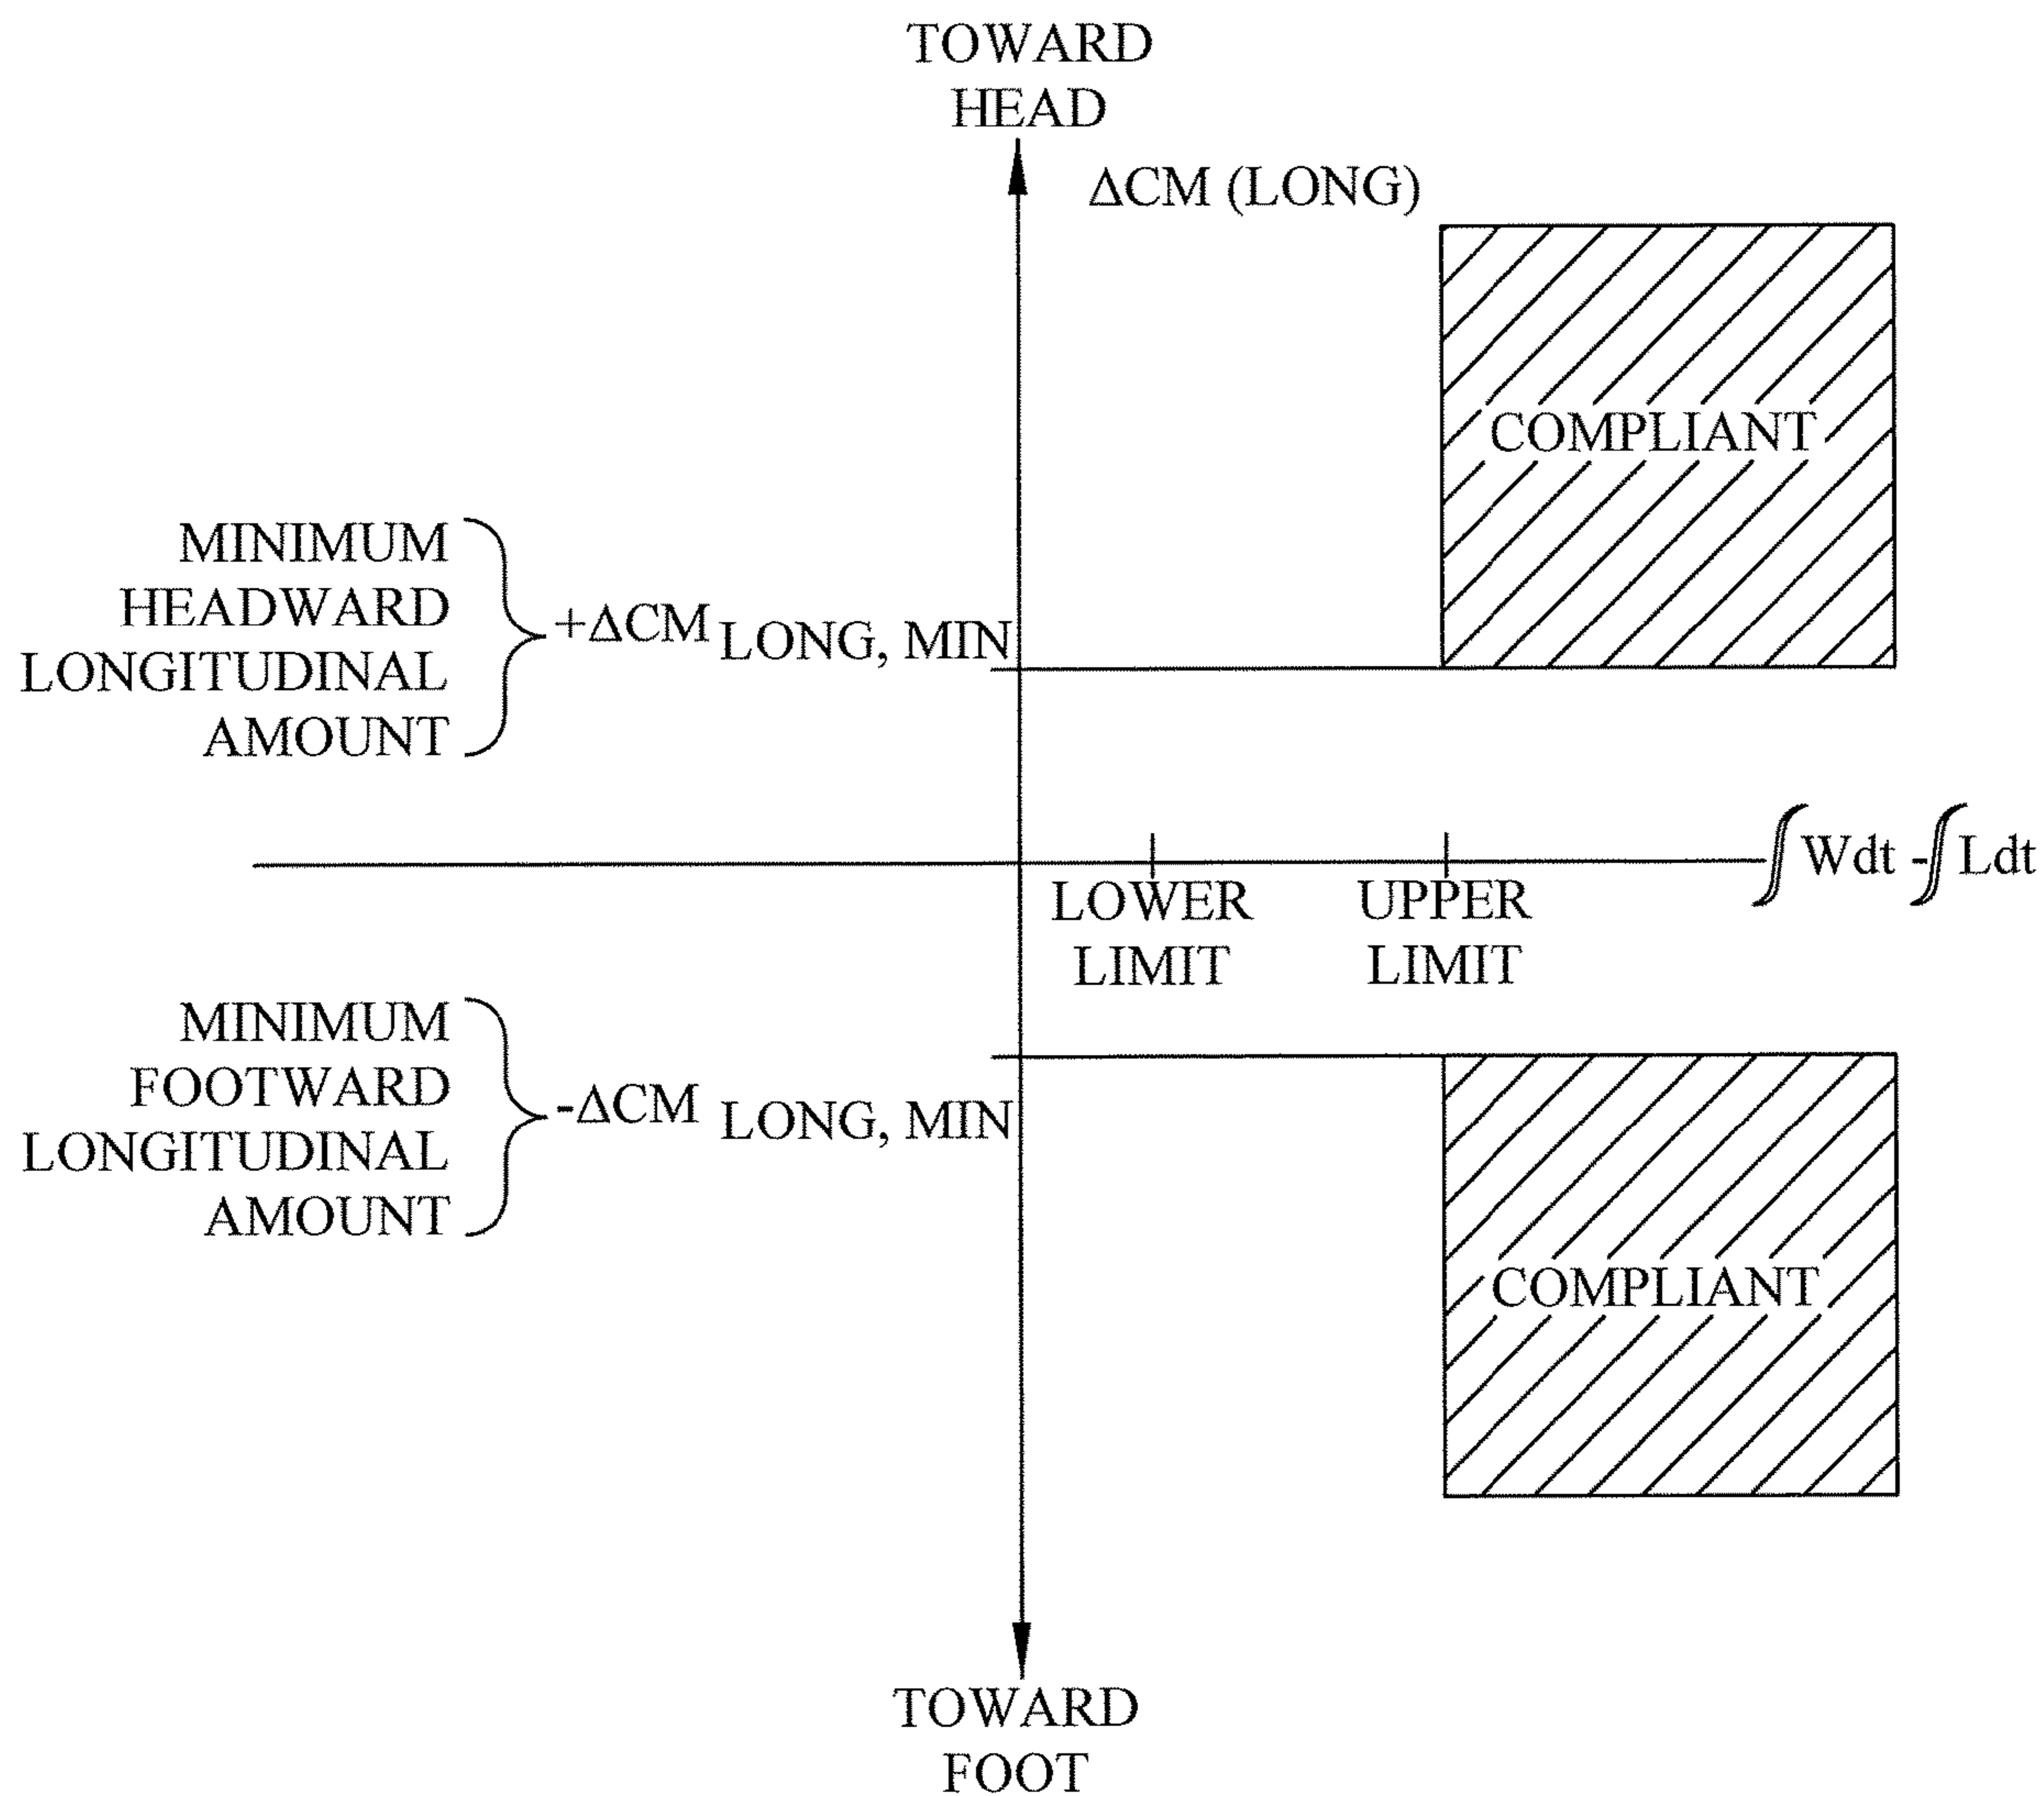 TOWARD
HEAD
ΔCM (LONG)
COMPLIANT
MINIMUM
HEADWARD
LONGITUDINAL
AMOUNT
+ΔCM LONG, MIN
∫Wdt -∫Ldt
LOWER
LIMIT
UPPER
LIMIT
MINIMUM
FOOTWARD
LONGITUDINAL
AMOUNT
-ΔCM LONG, MIN
COMPLIANT
TOWARD
FOOT